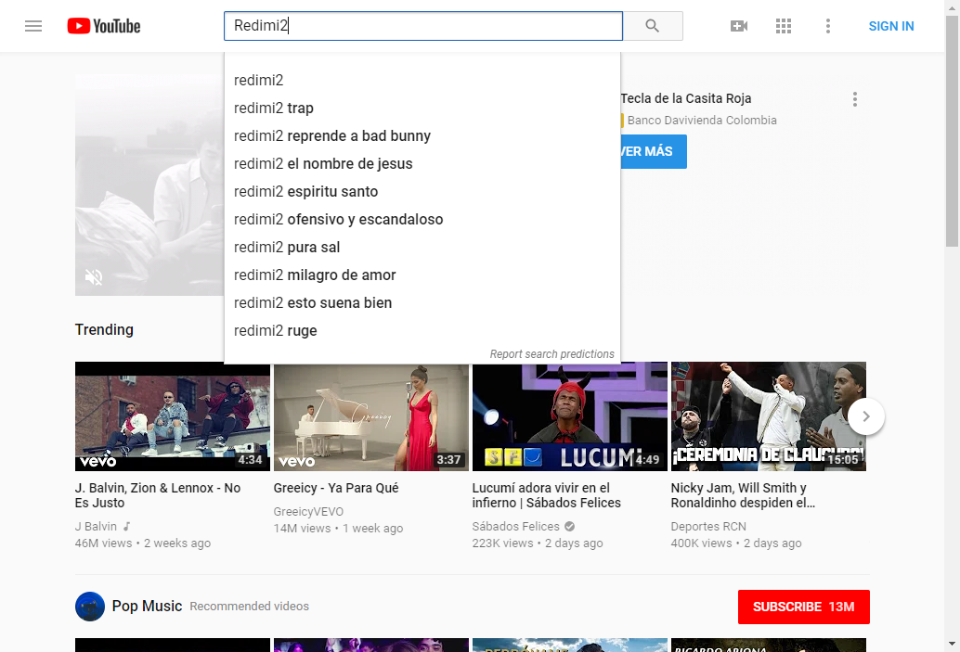 YouTube
Redimi2
SIGN IN
redimi2
redimi2 trap
redimi2 reprende a bad bunny
redimi2 el nombre de jesus
redimi2 espiritu santo
redimi2 ofensivo y escandaloso
redimi2 pura sal
redimi2 milagro de amor
redimi2 esto suena bien
redimi2 ruge
Report search predictions
Tecla de la Casita Roja
Banco Davivienda Colombia
VER MÁS
Trending
vevo
4:34
Greeicy
vevo
3:37
SF
LUCUMI
4:49
¡CEREMONIA DE CLAUSURA!
15:05
J. Balvin, Zion & Lennox - No
Es Justo
J Balvin
46M views • 2 weeks ago
Greeicy - Ya Para Qué
GreeicyVEVO
14M views • 1 week ago
Lucumí adora vivir en el
infierno | Sábados Felices
Sábados Felices
223K views • 2 days ago
Nicky Jam, Will Smith y
Ronaldinho despiden el...
Deportes RCN
400K views • 2 days ago
Pop Music Recommended videos
SUBSCRIBE 13M
RICARDO ARJONA